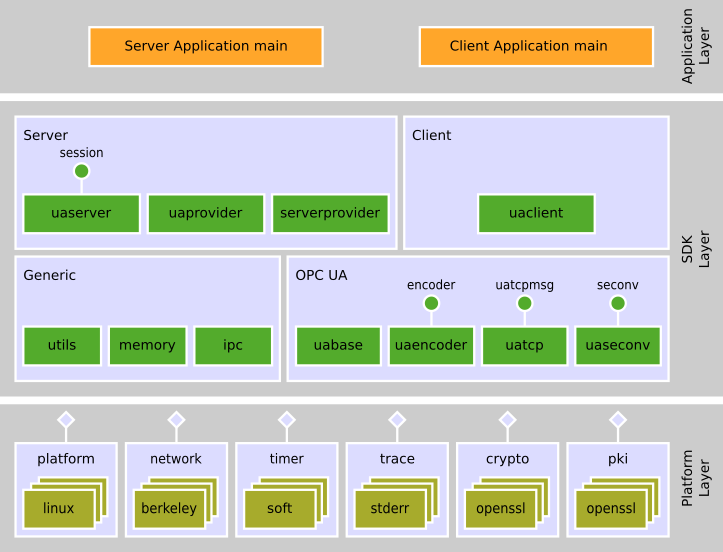 Server Application main
Client Application main
Application
Layer
Server
session
uaserver
uaprovider
serverprovider
Client
uaclient
SDK
Layer
Generic
utils
memory
ipc
OPC UA
encoder
uatcpmsg
seconv
uabase
uaencoder
uatcp
uaseconv
platform
linux
network
berkeley
timer
soft
trace
stderr
crypto
openssl
pki
openssl
Platform
Layer